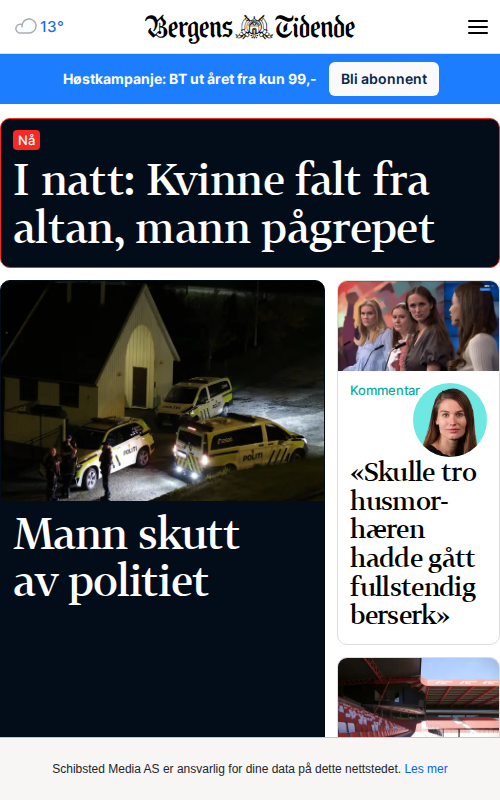 13°
Bergens Tidende
Høstkampanje: BT ut året fra kun 99,-
Bli abonnent
Nå
I natt: Kvinne falt fra
altan, mann pågrepet
POLITI
POLITI
Mann skutt
av politiet
Kommentar
«Skulle tro
husmor-
hæren
hadde gått
fullstendig
berserk»
Schibsted Media AS er ansvarlig for dine data på dette nettstedet. Les mer